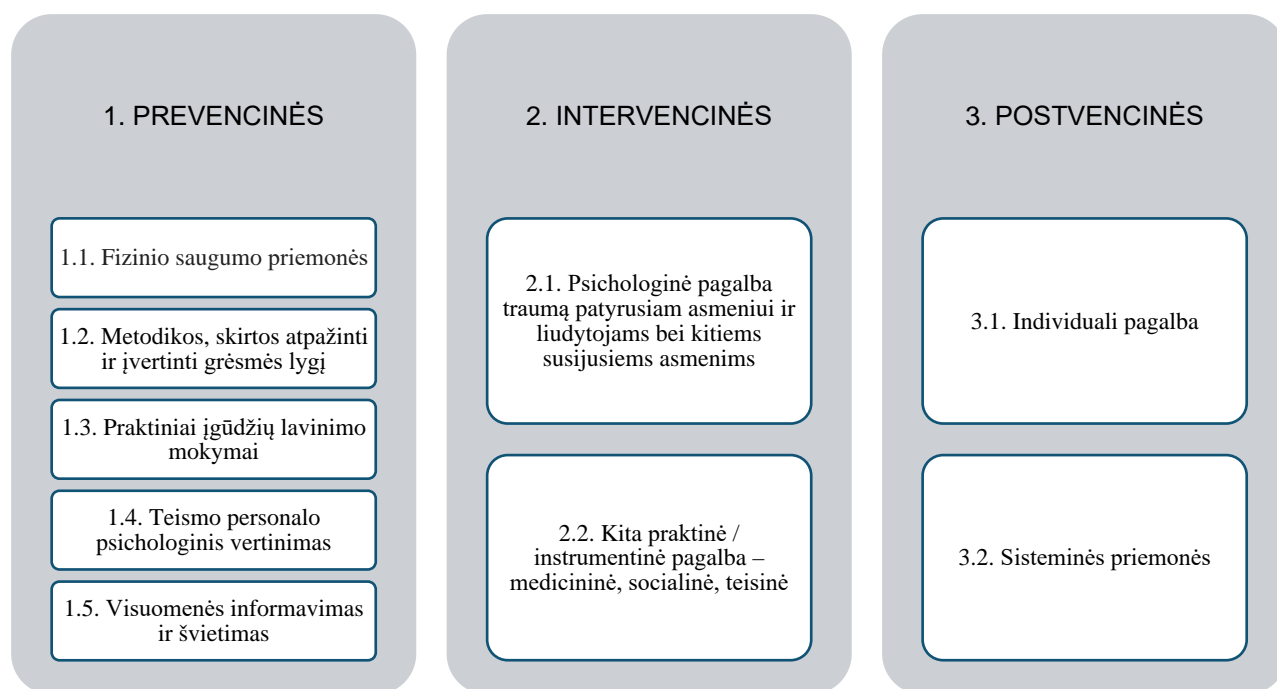 1. PREVENCINĖS
1.1. Fizinio saugumo priemonės
1.2. Metodikos, skirtos atpažinti
ir įvertinti grėsmės lygį
1.3. Praktiniai įgūdžių lavinimo
mokymai
1.4. Teismo personalo
psichologinis vertinimas
1.5. Visuomenės informavimas
ir švietimas
2. INTERVENCINĖS
2.1. Psichologinė pagalba
traumą patyrusiam asmeniui ir
liudytojams bei kitiems
susijusiems asmenims
2.2. Kita praktinė /
instrumentinė pagalba –
medicininė, socialinė, teisinė
3. POSTVENCINĖS
3.1. Individuali pagalba
3.2. Sisteminės priemonės